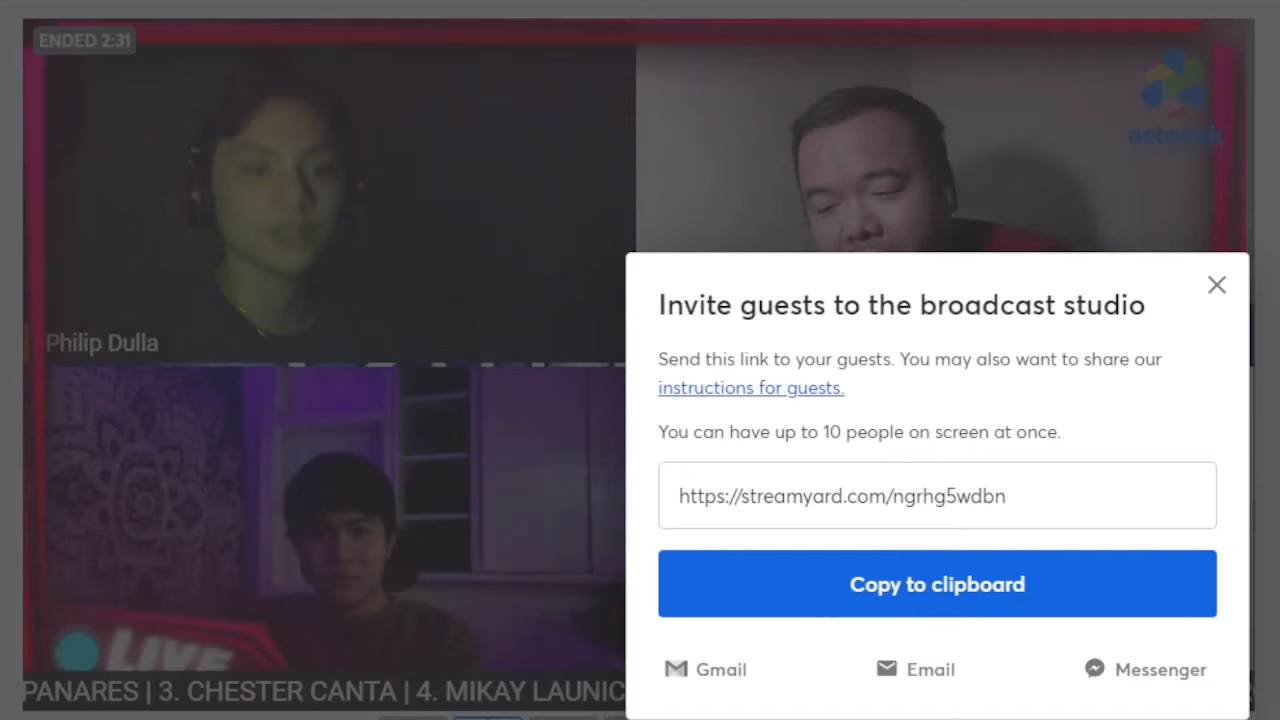 ENDED 2:31
asterisk
Invite guests to the broadcast studio
Send this link to your guests. You may also want to share our
instructions for guests.
You can have up to 10 people on screen at once.
https://streamyard.com/ngrhg5wdbn
Copy to clipboard
Gmail
Email
Messenger
Philip Dulla
LIVE
PANARES | 3. CHESTER CANTA | 4. MIKAY LAUNIC